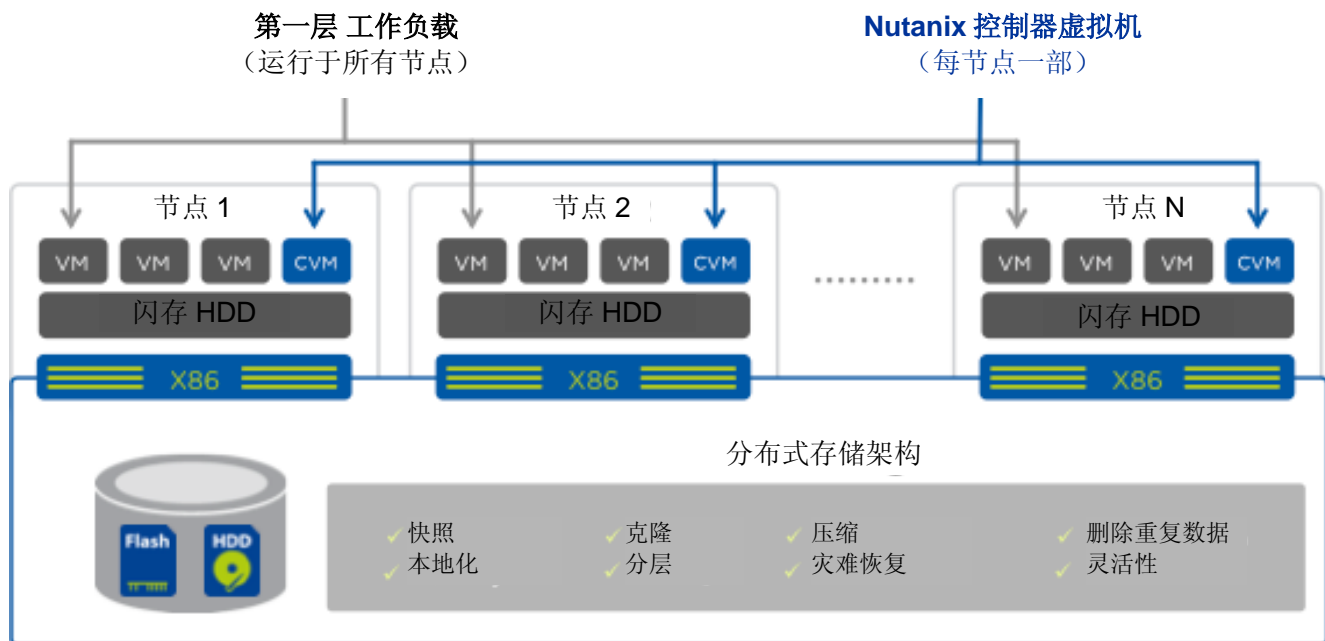 第一层 工作负载
（运行于所有节点）
Nutanix 控制器虚拟机
（每节点一部）
节点 1
VM VM VM CVM
闪存 HDD
X86
节点 2
VM VM VM CVM
闪存 HDD
X86
.........
节点 N
VM VM VM CVM
闪存 HDD
X86
分布式存储架构
Flash HDD
✓快照 ✓克隆 ✓压缩 ✓删除重复数据
✓本地化 ✓分层 ✓灾难恢复 ✓灵活性